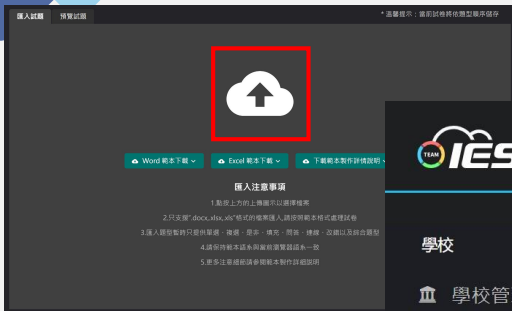 匯入試題 預覽試題
*溫馨提示：當前試卷將依題型順序儲存
Word 範本下載 Excel 範本下載 下載範本製作詳情說明
匯入注意事項
1.點按上方的上傳圖示以選擇檔案
2.只支援".docx,.xlsx,.xls"格式的檔案匯入,請按照範本格式處理試卷
3.匯入題型暫時只提供單選、複選、是非、填充、問答、連線、改錯以及綜合題型
4.請保持範本語系與當前瀏覽器語系一致
5.更多注意細節請參閱範本製作詳細說明
TEAM IES
學校
學校管